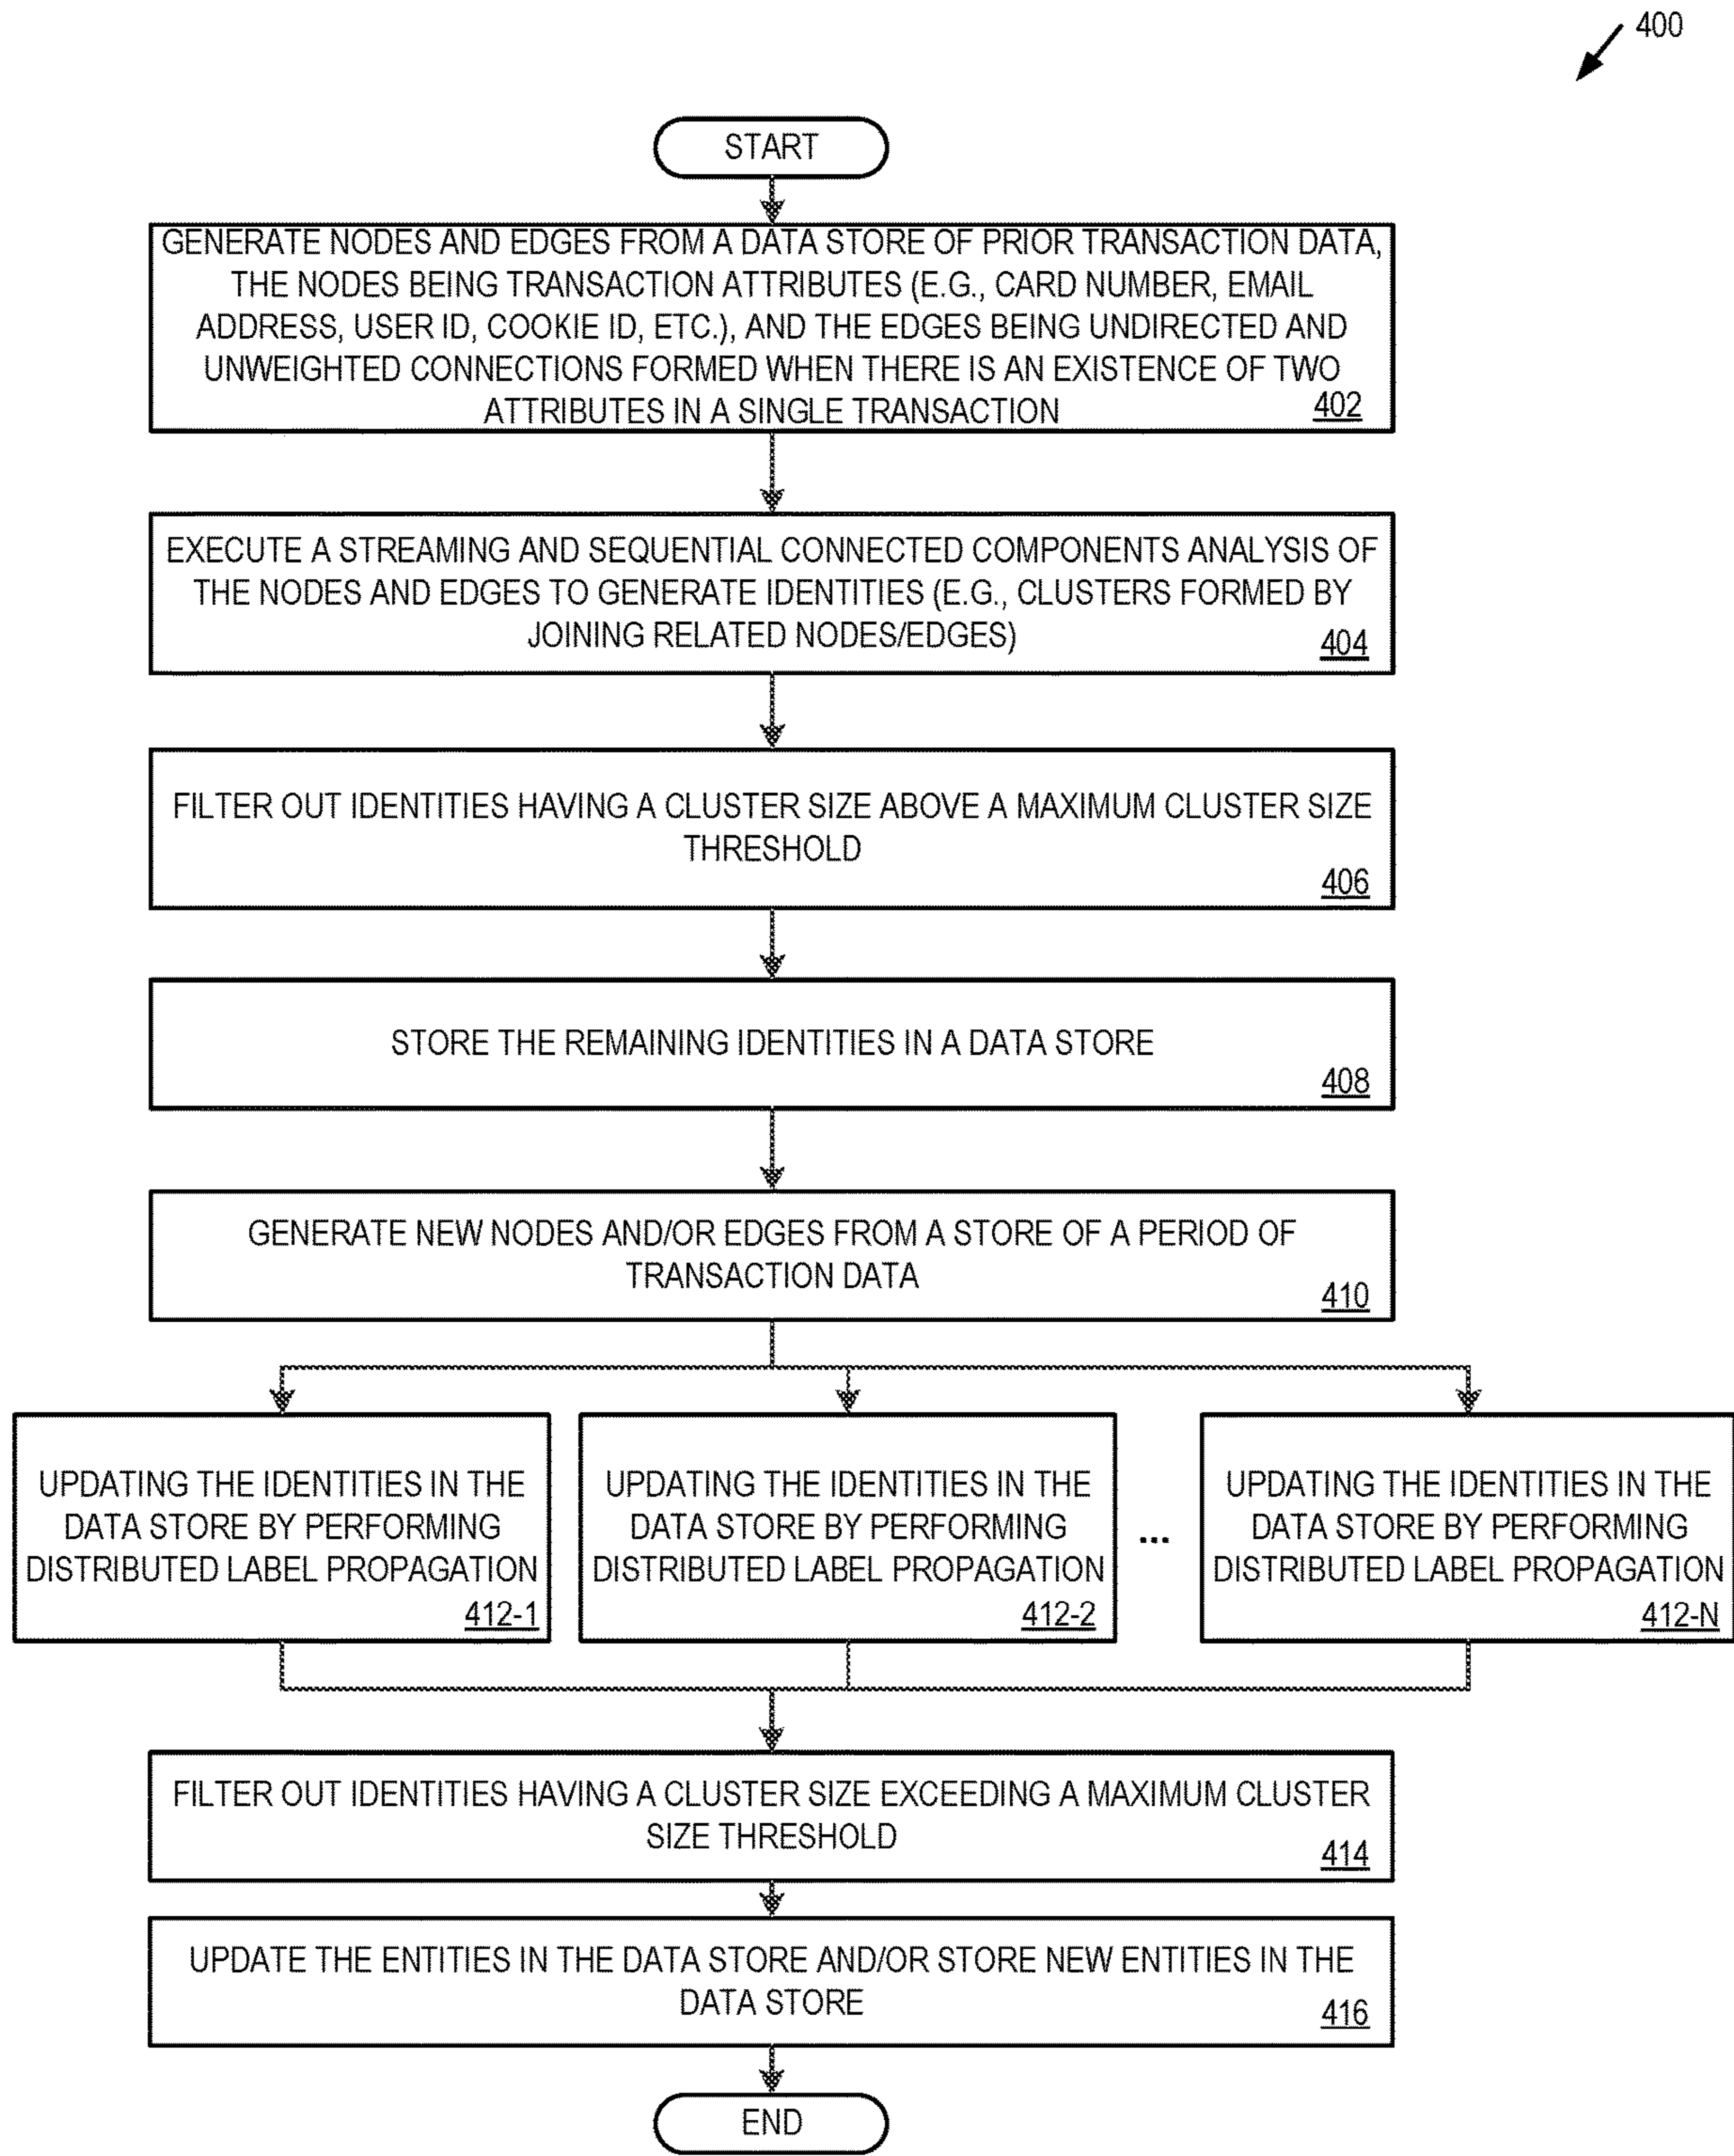 400
START
GENERATE NODES AND EDGES FROM A DATA STORE OF PRIOR TRANSACTION DATA,
THE NODES BEING TRANSACTION ATTRIBUTES (E.G., CARD NUMBER, EMAIL
ADDRESS, USER ID, COOKIE ID, ETC.), AND THE EDGES BEING UNDIRECTED AND
UNWEIGHTED CONNECTIONS FORMED WHEN THERE IS AN EXISTENCE OF TWO
ATTRIBUTES IN A SINGLE TRANSACTION
402
EXECUTE A STREAMING AND SEQUENTIAL CONNECTED COMPONENTS ANALYSIS OF
THE NODES AND EDGES TO GENERATE IDENTITIES (E.G., CLUSTERS FORMED BY
JOINING RELATED NODES/EDGES)
404
FILTER OUT IDENTITIES HAVING A CLUSTER SIZE ABOVE A MAXIMUM CLUSTER SIZE
THRESHOLD
406
STORE THE REMAINING IDENTITIES IN A DATA STORE
408
GENERATE NEW NODES AND/OR EDGES FROM A STORE OF A PERIOD OF
TRANSACTION DATA
410
UPDATING THE IDENTITIES IN THE
DATA STORE BY PERFORMING
DISTRIBUTED LABEL PROPAGATION
412-1
UPDATING THE IDENTITIES IN THE
DATA STORE BY PERFORMING
DISTRIBUTED LABEL PROPAGATION
412-2
...
UPDATING THE IDENTITIES IN THE
DATA STORE BY PERFORMING
DISTRIBUTED LABEL PROPAGATION
412-N
FILTER OUT IDENTITIES HAVING A CLUSTER SIZE EXCEEDING A MAXIMUM CLUSTER
SIZE THRESHOLD
414
UPDATE THE ENTITIES IN THE DATA STORE AND/OR STORE NEW ENTITIES IN THE
DATA STORE
416
END